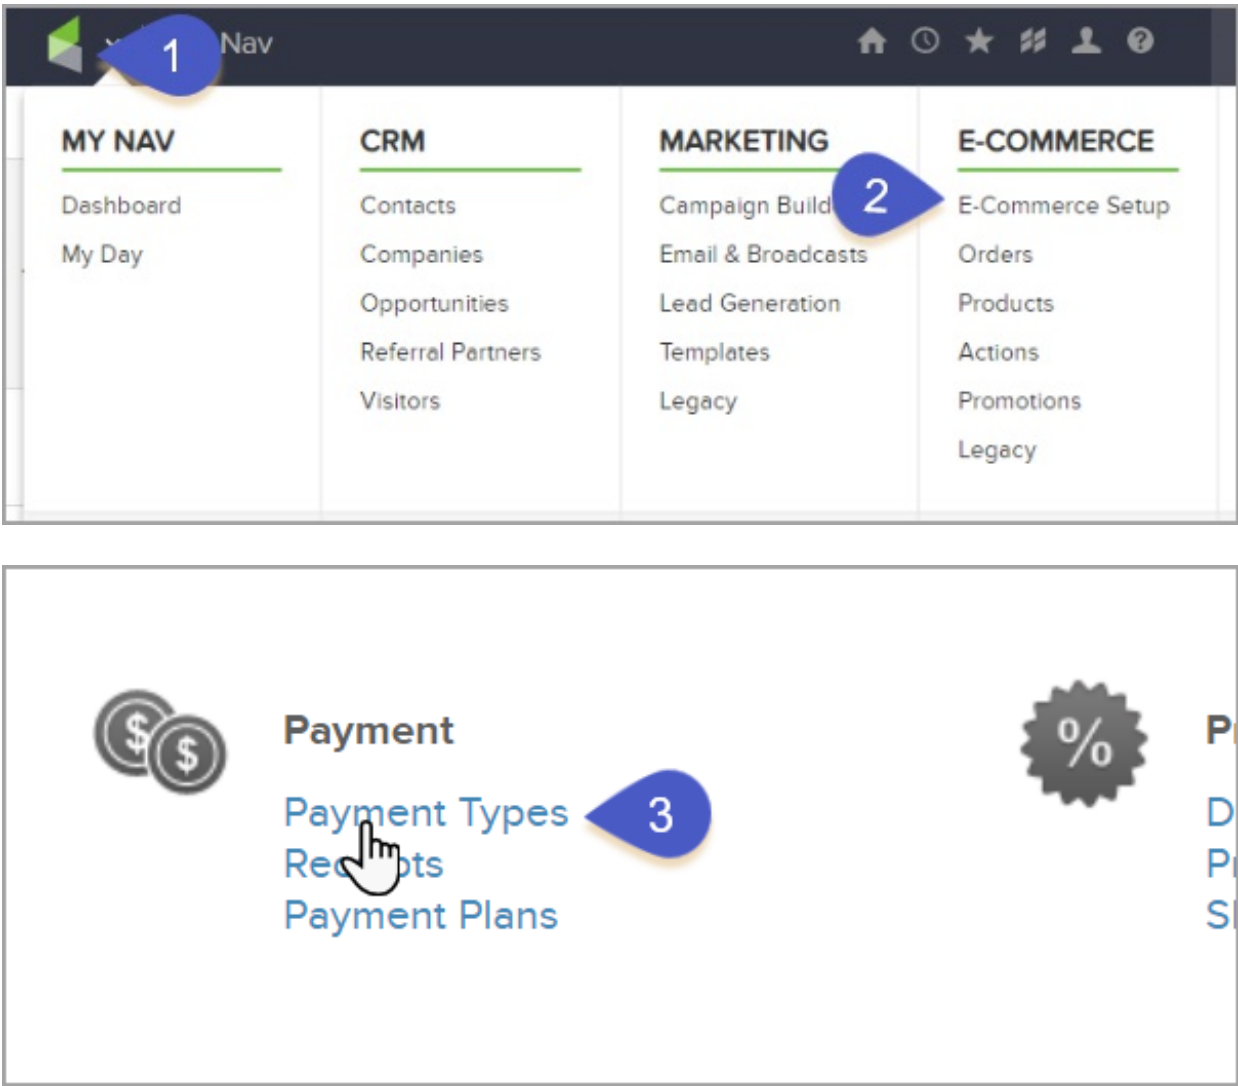 1
Nav
MY NAV
Dashboard
My Day
CRM
Contacts
Companies
Opportunities
Referral Partners
Visitors
MARKETING
Campaign Build
Email & Broadcasts
Lead Generation
Templates
Legacy
2
E-COMMERCE
E-Commerce Setup
Orders
Products
Actions
Promotions
Legacy
$
$
Payment
Payment Types
3
Payment Plans
%